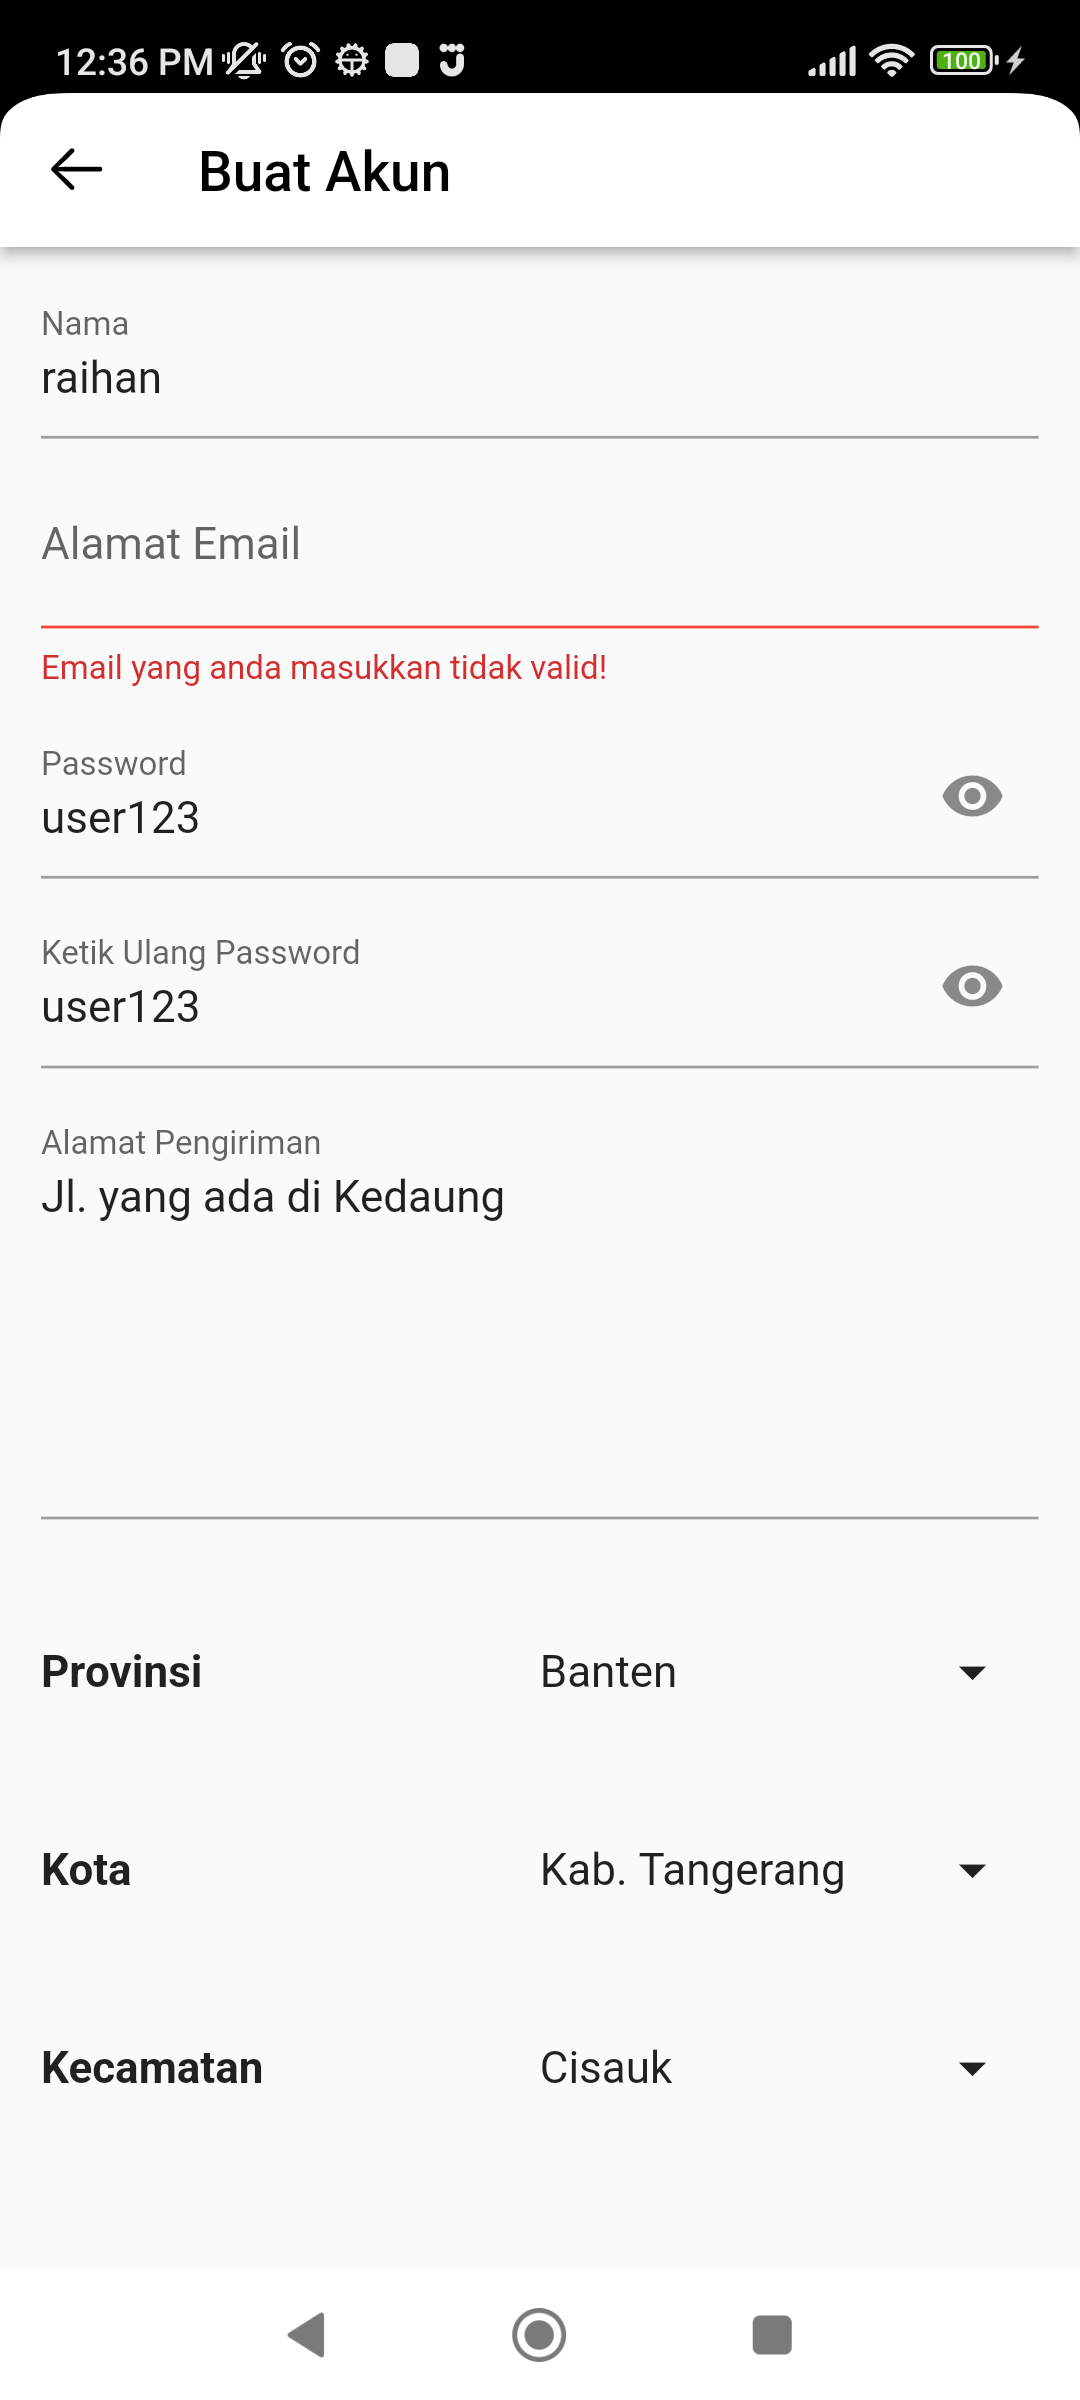 12:36 PM
100
Buat Akun
Nama
raihan
Alamat Email
Email yang anda masukkan tidak valid!
Password
user123
Ketik Ulang Password
user123
Alamat Pengiriman
Jl. yang ada di Kedaung
Provinsi Banten
Kota Kab. Tangerang
Kecamatan Cisauk